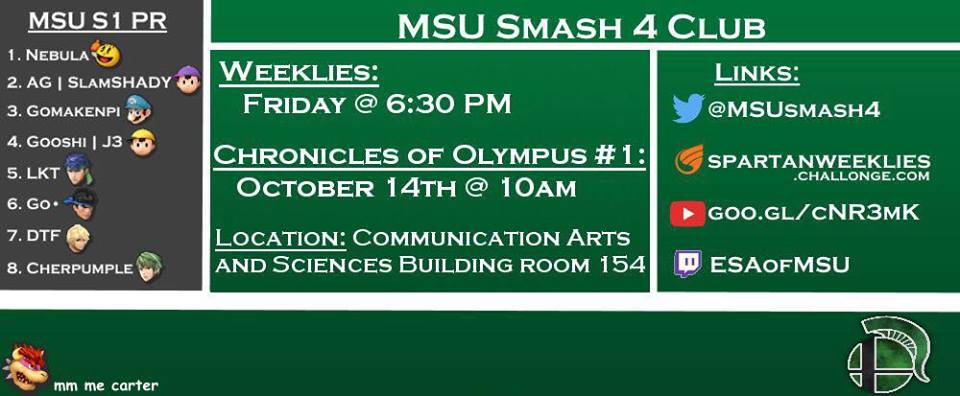 MSU S1 PR
1. Nebula
2. AG | SlamSHADY
3. Gomakenpi
4. Gooshi | J3
5. LKT
6. Go•
7. DTF
8. Cherpumple
MSU Smash 4 Club
Weeklies:
Friday @ 6:30 PM
Chronicles of Olympus #1:
October 14th @ 10am
Location: Communication Arts
and Sciences Building room 154
Links:
@MSUsmash4
spartanweeklies
.challonge.com
goo.gl/cNR3mK
ESAofMSU
mm me carter